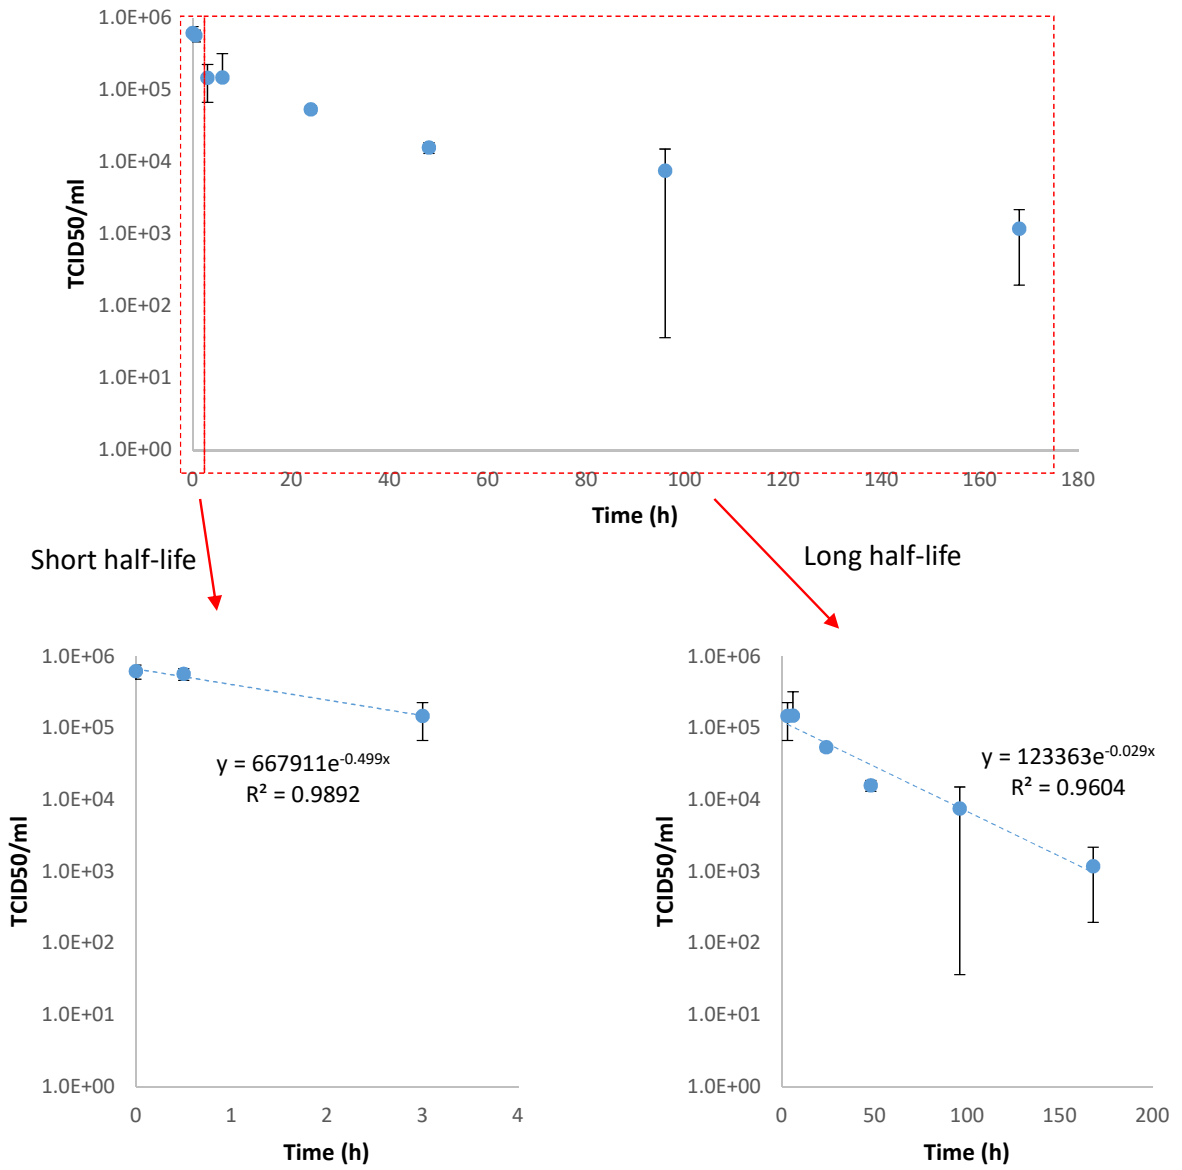 1.0E+06
1.0E+05
1.0E+04
1.0E+03
1.0E+02
1.0E+01
1.0E+00
TCID50/ml
0 20 40 60 80 100 120 140 160 180
Time (h)
Short half-life
Long half-life
1.0E+06
1.0E+05
1.0E+04
1.0E+03
1.0E+02
1.0E+01
1.0E+00
TCID50/ml
y = 667911e^-0.499x
R² = 0.9892
0 1 2 3 4
Time (h)
1.0E+06
1.0E+05
1.0E+04
1.0E+03
1.0E+02
1.0E+01
1.0E+00
TCID50/ml
y = 123363e^-0.029x
R² = 0.9604
0 50 100 150 200
Time (h)